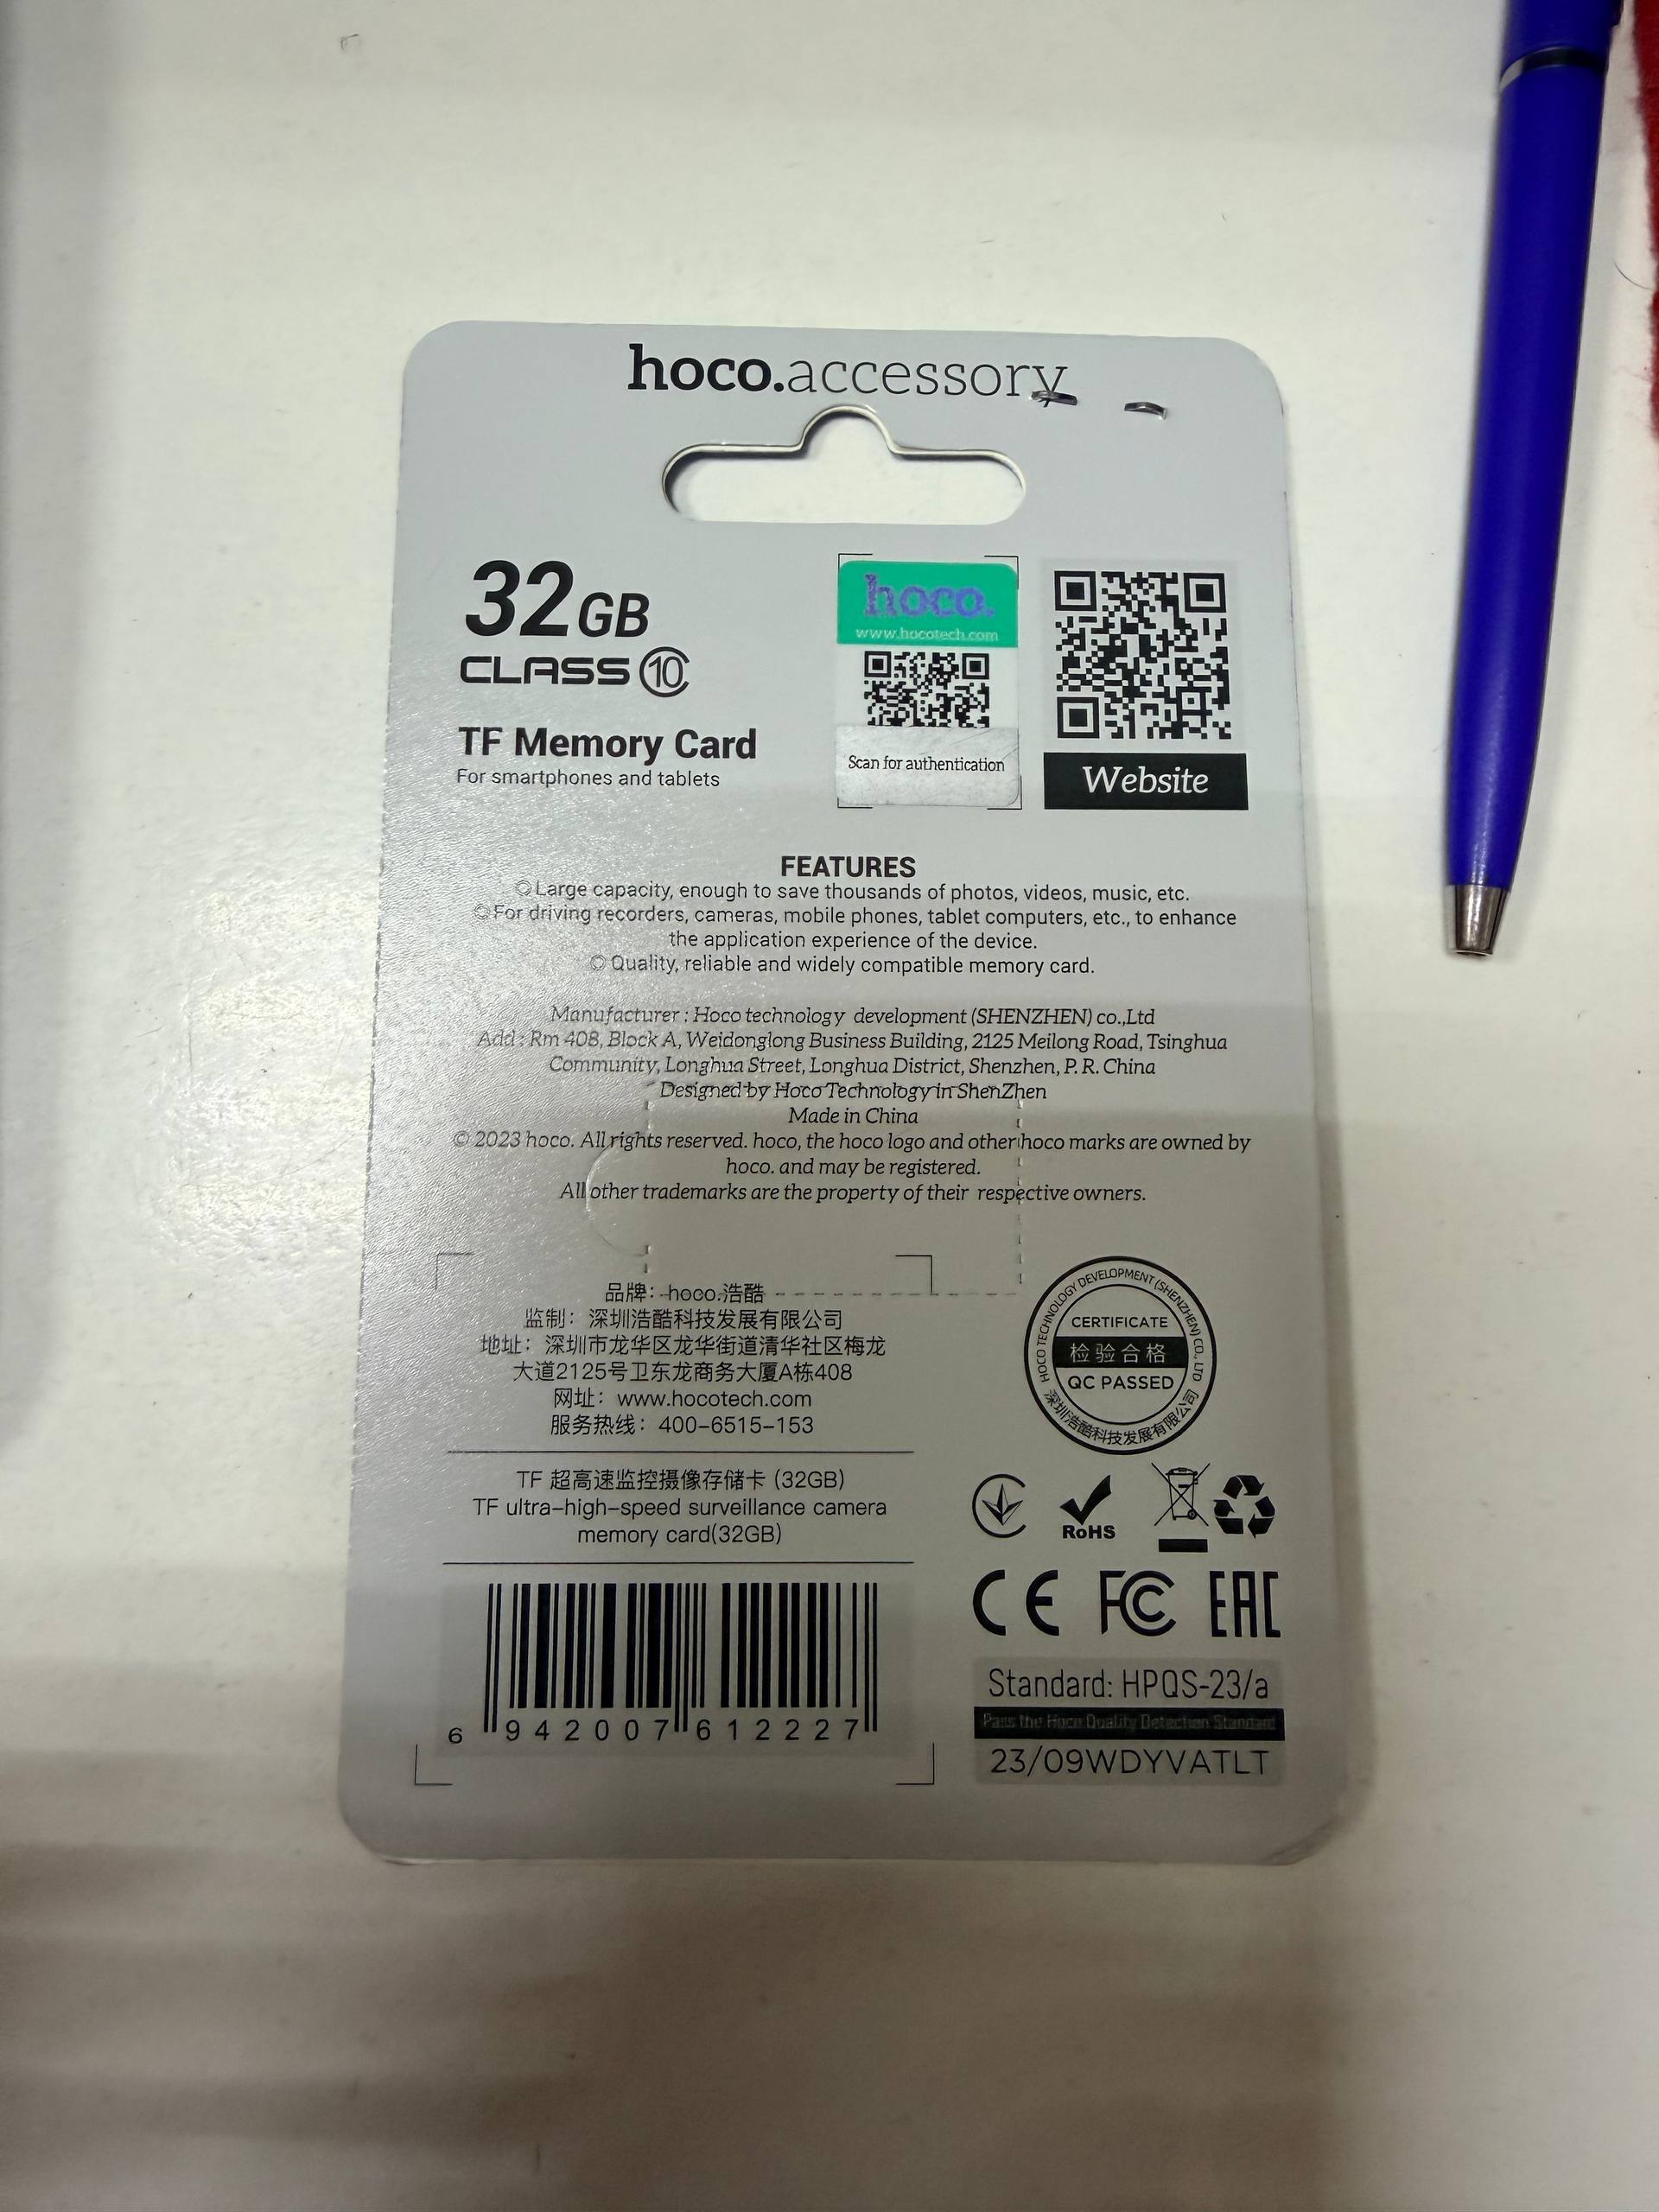 hoco.accessory
32GB
CLASS 10
TF Memory Card
For smartphones and tablets
hoco.
www.hocotech.com
Scan for authentication
Website
FEATURES
Large capacity, enough to save thousands of photos, videos, music, etc.
For driving recorders, cameras, mobile phones, tablet computers, etc., to enhance
the application experience of the device.
Quality, reliable and widely compatible memory card.
Manufacturer : Hoco technology development (SHENZHEN) co.,Ltd
Add : Rm 408, Block A, Weidonglong Business Building, 2125 Meilong Road, Tsinghua
Community, Longhua Street, Longhua District, Shenzhen, P. R. China
Designed by Hoco Technology in ShenZhen
Made in China
© 2023 hoco. All rights reserved. hoco, the hoco logo and other hoco marks are owned by
hoco. and may be registered.
All other trademarks are the property of their respective owners.
品牌：hoco.浩酷
监制：深圳浩酷科技发展有限公司
地址：深圳市龙华区龙华街道清华社区梅龙
大道2125号卫东龙商务大厦A栋408
网址：www.hocotech.com
服务热线：400-6515-153
TF 超高速监控摄像存储卡 (32GB)
TF ultra-high-speed surveillance camera
memory card(32GB)
6 942007 612227
HOCO TECHNOLOGY DEVELOPMENT (SHENZHEN) CO., LTD
CERTIFICATE
检验合格
QC PASSED
深圳浩酷科技发展有限公司
RoHS
CE FC EAC
Standard: HPQS-23/a
Pass the Hoco Quality Detection Standard
23/09WDYVATLT